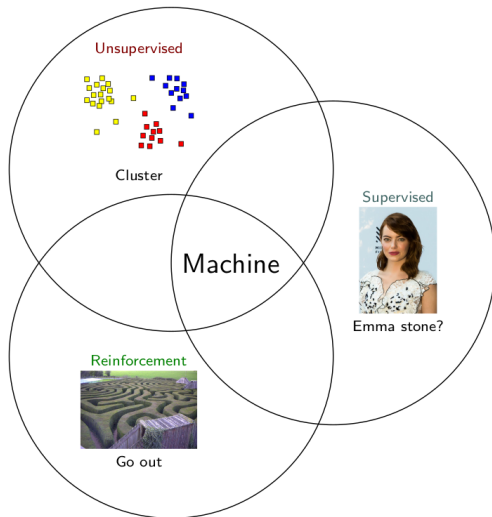 Unsupervised
Cluster
Supervised
Machine
Emma stone?
Reinforcement
Go out